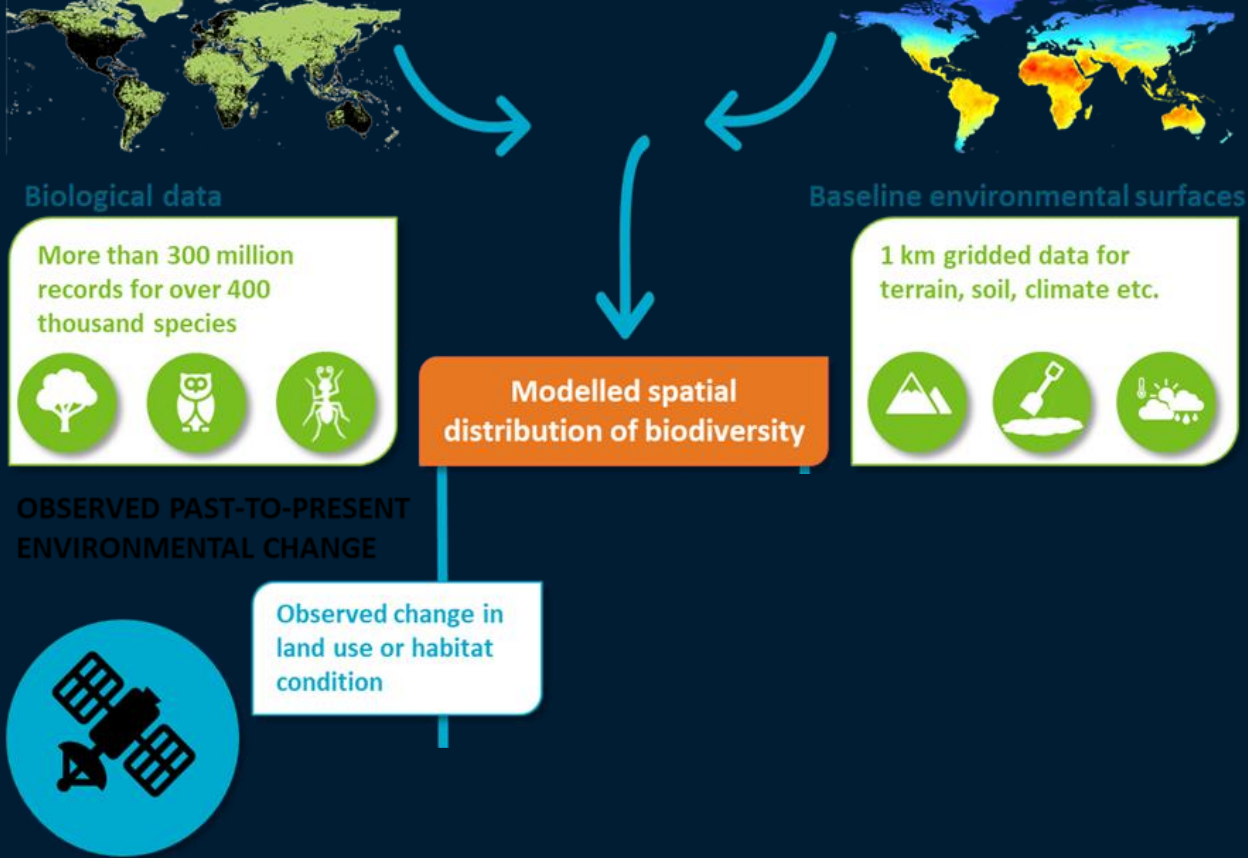 Biological data
More than 300 million
records for over 400
thousand species
Baseline environmental surfaces
1 km gridded data for
terrain, soil, climate etc.
Modelled spatial
distribution of biodiversity
OBSERVED PAST-TO-PRESENT
ENVIRONMENTAL CHANGE
Observed change in
land use or habitat
condition